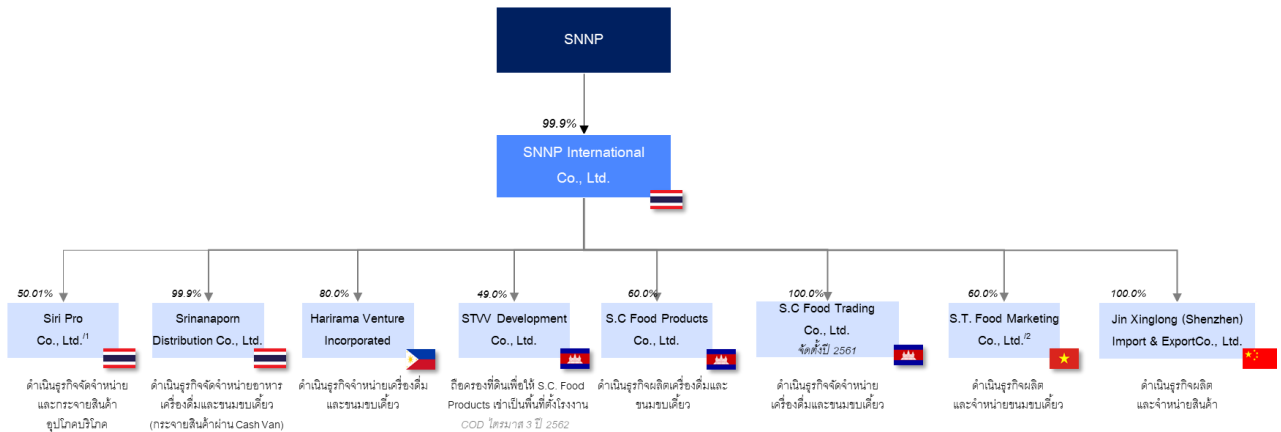 SNNP
99.9%
SNNP International
Co., Ltd.
50.01%
Siri Pro
Co., Ltd./1
ดำเนินธุรกิจจัดจำหน่าย
และกระจายสินค้า
อุปโภคบริโภค
99.9%
Srinanaporn
Distribution Co., Ltd.
ดำเนินธุรกิจจัดจำหน่ายอาหาร
เครื่องดื่มและขนมขบเคี้ยว
(กระจายสินค้าผ่าน Cash Van)
80.0%
Harirama Venture
Incorporated
ดำเนินธุรกิจจำหน่ายเครื่องดื่ม
และขนมขบเคี้ยว
49.0%
STVV Development
Co., Ltd.
ถือครองที่ดินเพื่อให้ S.C. Food
Products เช่าเป็นพื้นที่ตั้งโรงงาน
COD ไตรมาส 3 ปี 2562
60.0%
S.C Food Products
Co., Ltd.
ดำเนินธุรกิจผลิตเครื่องดื่มและ
ขนมขบเคี้ยว
100.0%
S.C Food Trading
Co., Ltd.
จัดตั้งปี 2561
ดำเนินธุรกิจจัดจำหน่าย
เครื่องดื่มและขนมขบเคี้ยว
60.0%
S.T. Food Marketing
Co., Ltd./2
ดำเนินธุรกิจผลิต
และจำหน่ายขนมขบเคี้ยว
100.0%
Jin Xinglong (Shenzhen)
Import & ExportCo., Ltd.
ดำเนินธุรกิจผลิต
และจำหน่ายสินค้า